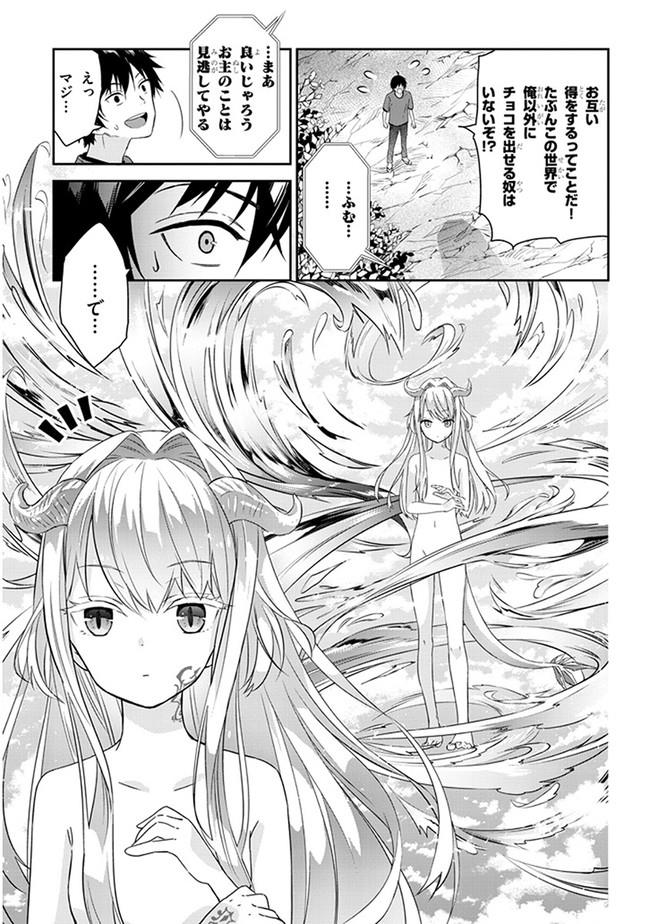 お互い
得をするってことだ！
たぶんこの世界で
俺以外に
チョコを出せる奴は
いないぞ!?
…ふむ…
……
…まあ
良いじゃろう
お主のことは
見逃してやる
えっ
マジ…
……で…